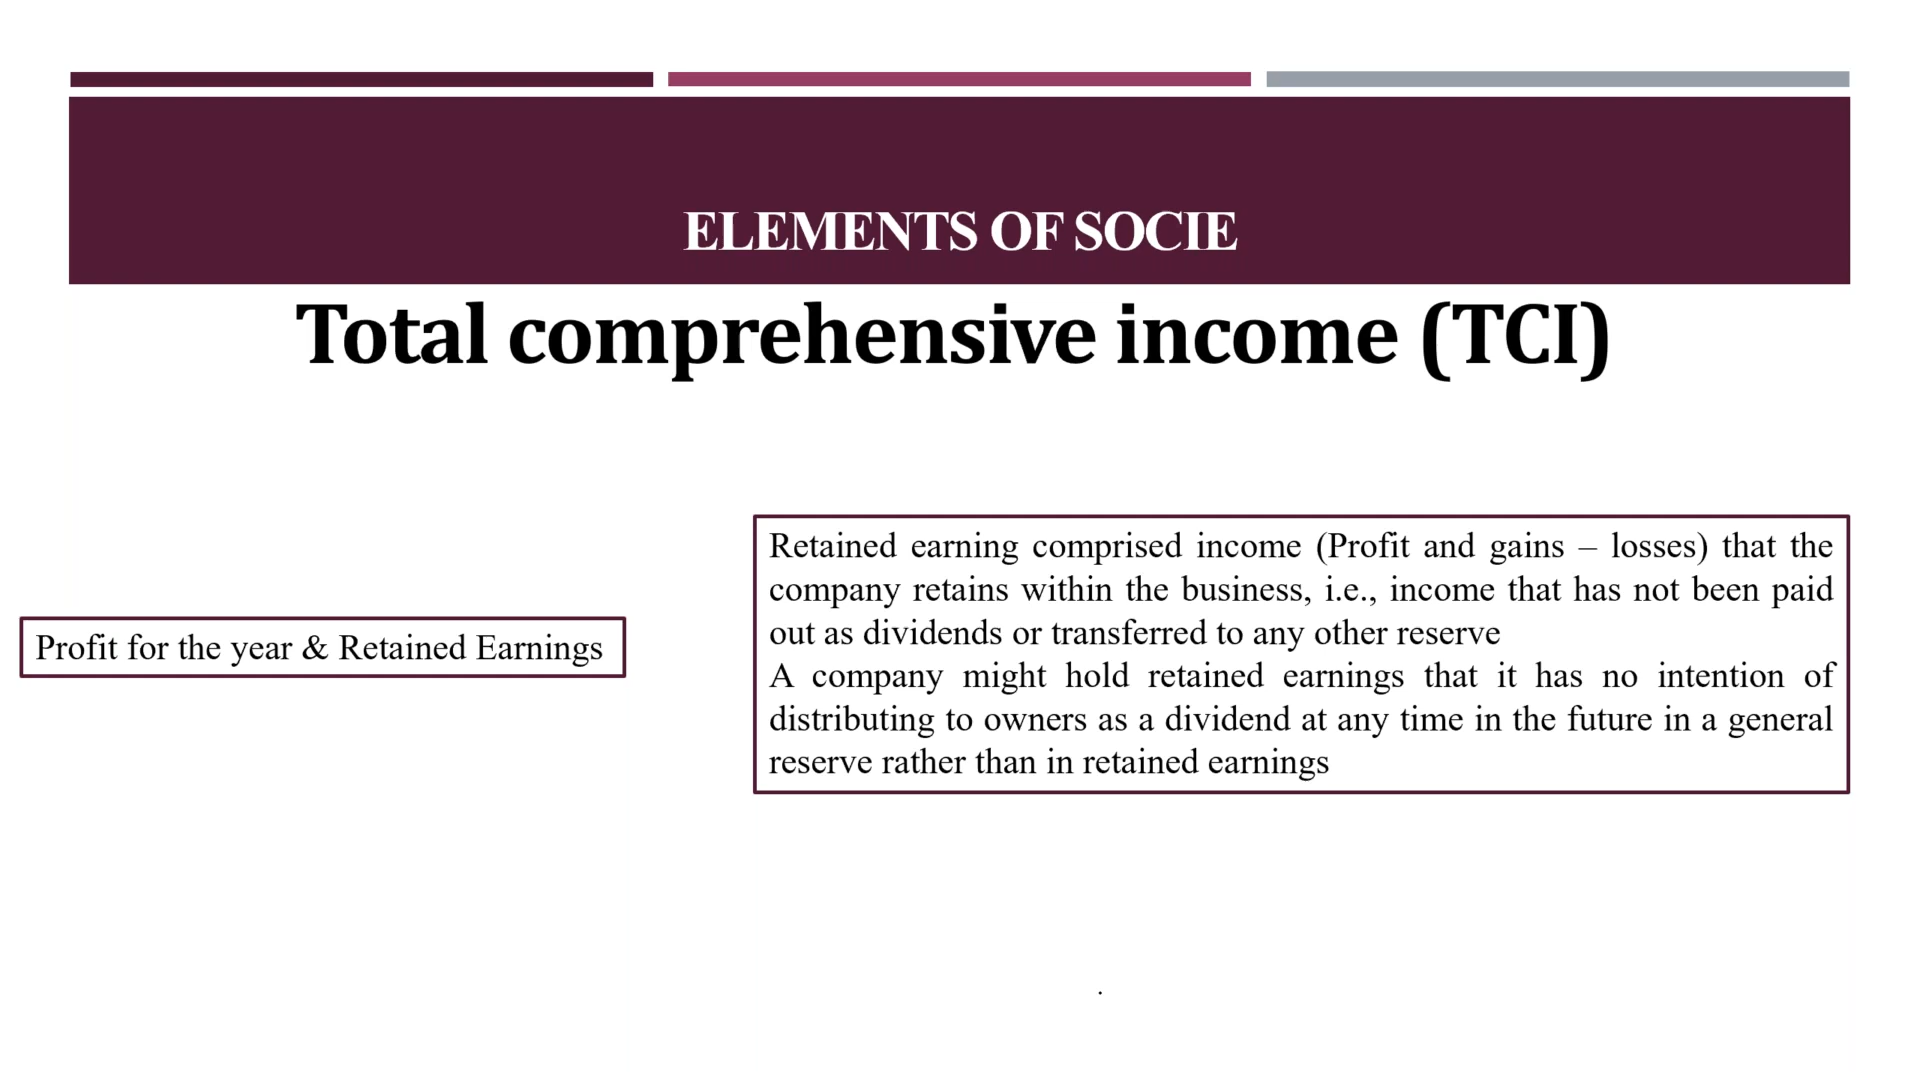 ELEMENTS OF SOCIE
Total comprehensive income (TCI)
Profit for the year & Retained Earnings
Retained earning comprised income (Profit and gains – losses) that the
company retains within the business, i.e., income that has not been paid
out as dividends or transferred to any other reserve
A company might hold retained earnings that it has no intention of
distributing to owners as a dividend at any time in the future in a general
reserve rather than in retained earnings
.